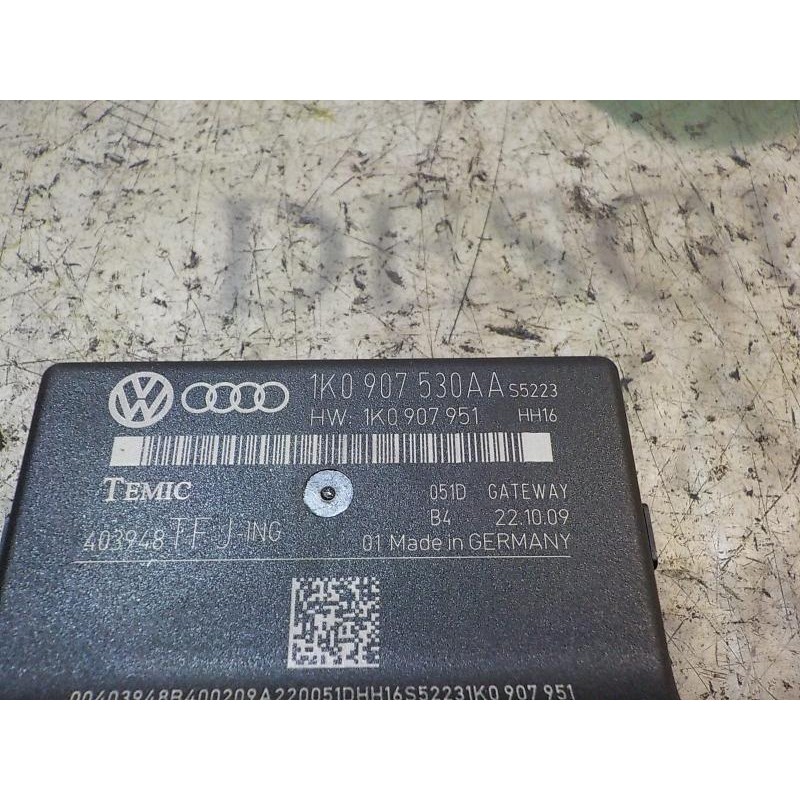 1K0 907 530AA S5223
HW: 1K0 907 951 HH16
TEMIC
051D GATEWAY
B4 22.10.09
403948 TF J-ING
01 Made in GERMANY
00403948B400209A220051DHH16S52231K0 907 951